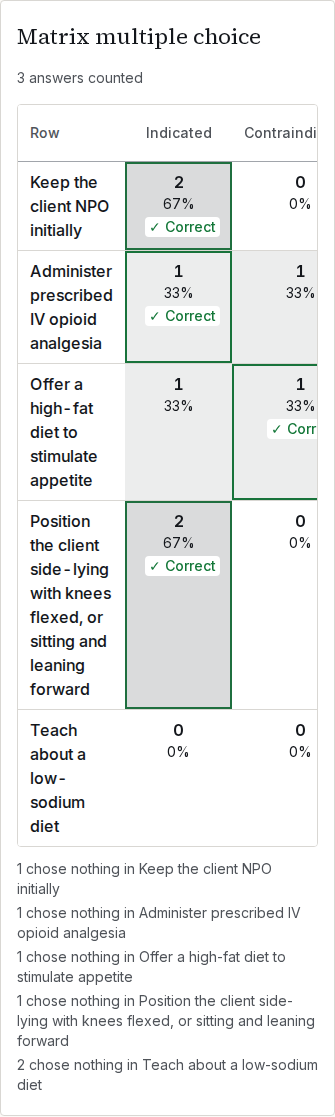 Matrix multiple choice
3 answers counted
Row Indicated Contraindi
Keep the client NPO initially 2 67% ✓ Correct 0 0%
Administer prescribed IV opioid analgesia 1 33% ✓ Correct 1 33%
Offer a high-fat diet to stimulate appetite 1 33% 1 33% ✓ Corr
Position the client side-lying with knees flexed, or sitting and leaning forward 2 67% ✓ Correct 0 0%
Teach about a low-sodium diet 0 0% 0 0%
1 chose nothing in Keep the client NPO
initially
1 chose nothing in Administer prescribed IV
opioid analgesia
1 chose nothing in Offer a high-fat diet to
stimulate appetite
1 chose nothing in Position the client side-
lying with knees flexed, or sitting and leaning
forward
2 chose nothing in Teach about a low-sodium
diet